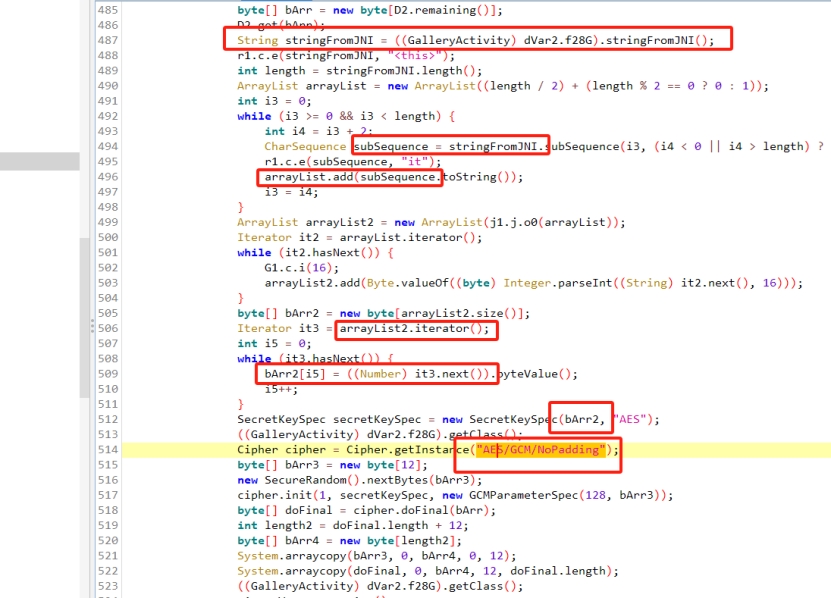 485 byte[] bArr = new byte[D2.remaining()];
486 D2.get(bArr);
487 String stringFromJNI = ((GalleryActivity) dVar2.f28G).stringFromJNI();
488 r1.c.e(stringFromJNI, "<this>");
489 int length = stringFromJNI.length();
490 ArrayList arrayList = new ArrayList((length / 2) + (length % 2 == 0 ? 0 : 1));
491 int i3 = 0;
492 while (i3 >= 0 && i3 < length) {
493 int i4 = i3 + 2;
494 CharSequence subSequence = stringFromJNI.subSequence(i3, (i4 < 0 || i4 > length) ?
495 r1.c.e(subSequence, "it");
496 arrayList.add(subSequence.toString());
497 i3 = i4;
498 }
499 ArrayList arrayList2 = new ArrayList(j1.j.o0(arrayList));
500 Iterator it2 = arrayList.iterator();
501 while (it2.hasNext()) {
502 G1.c.i(16);
503 arrayList2.add(Byte.valueOf((byte) Integer.parseInt((String) it2.next(), 16)));
504 }
505 byte[] bArr2 = new byte[arrayList2.size()];
506 Iterator it3 = arrayList2.iterator();
507 int i5 = 0;
508 while (it3.hasNext()) {
509 bArr2[i5] = ((Number) it3.next()).byteValue();
510 i5++;
511 }
512 SecretKeySpec secretKeySpec = new SecretKeySpec(bArr2, "AES");
513 ((GalleryActivity) dVar2.f28G).getClass();
514 Cipher cipher = Cipher.getInstance("AES/GCM/NoPadding");
515 byte[] bArr3 = new byte[12];
516 new SecureRandom().nextBytes(bArr3);
517 cipher.init(1, secretKeySpec, new GCMParameterSpec(128, bArr3));
518 byte[] doFinal = cipher.doFinal(bArr);
519 int length2 = doFinal.length + 12;
520 byte[] bArr4 = new byte[length2];
521 System.arraycopy(bArr3, 0, bArr4, 0, 12);
522 System.arraycopy(doFinal, 0, bArr4, 12, doFinal.length);
523 ((GalleryActivity) dVar2.f28G).getClass();